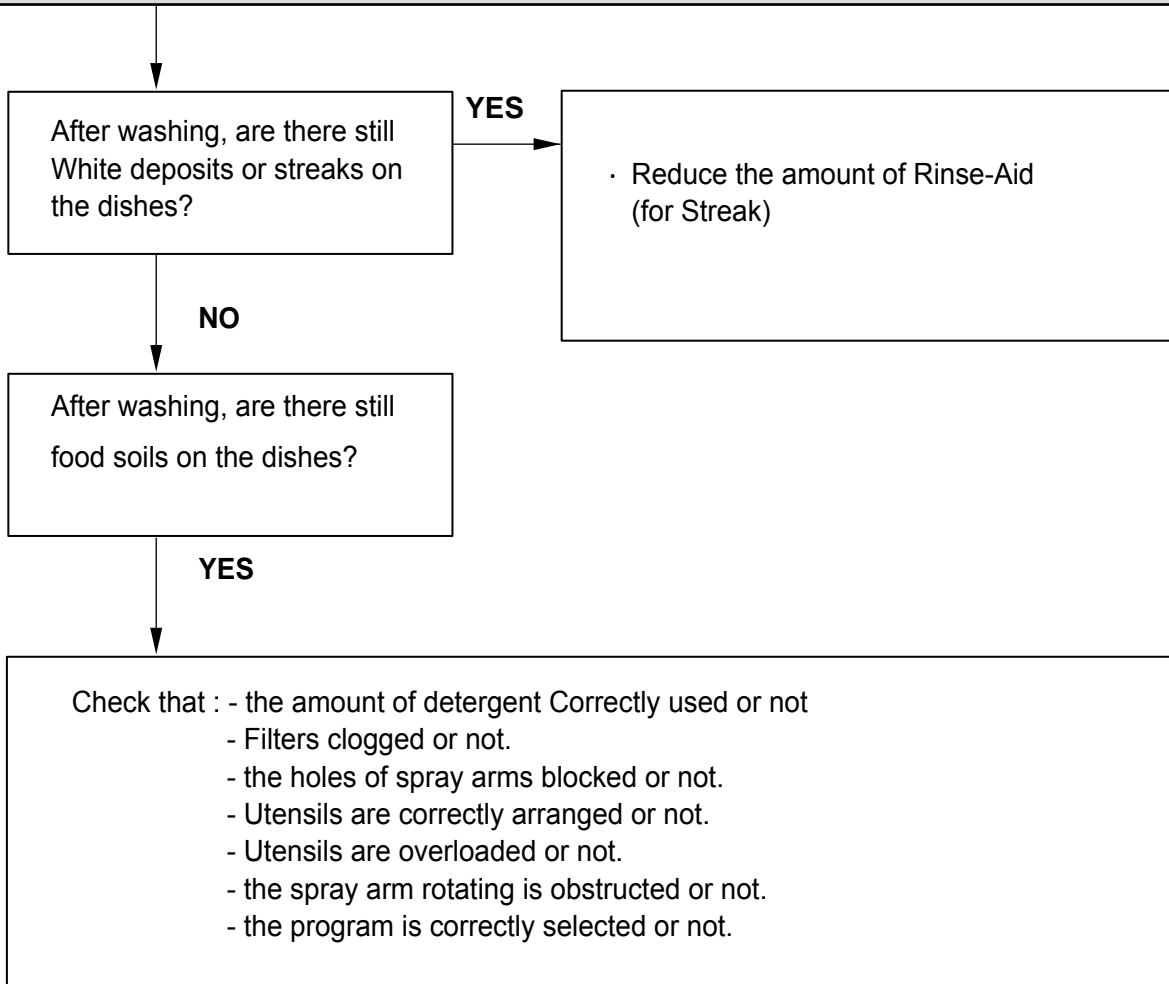 After washing, are there still
White deposits or streaks on
the dishes?
YES
· Reduce the amount of Rinse-Aid
(for Streak)
NO
After washing, are there still
food soils on the dishes?
YES
Check that : - the amount of detergent Correctly used or not
- Filters clogged or not.
- the holes of spray arms blocked or not.
- Utensils are correctly arranged or not.
- Utensils are overloaded or not.
- the spray arm rotating is obstructed or not.
- the program is correctly selected or not.